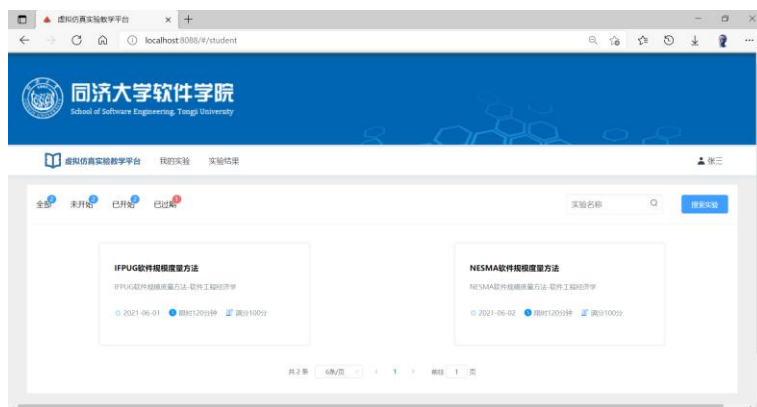 虚拟仿真实验教学平台
localhost:8088/#/student
同济大学软件学院
School of Software Engineering, Tongji University
虚拟仿真实验教学平台 我的实验 实验结果 张三
全部 2 未开始 2 已开始 2 已过期 1 实验名称 搜索实验
IFPUG软件规模度量方法
IFPUG软件规模度量方法-软件工程经济学
2021-06-01 限时120分钟 满分100分
NESMA软件规模度量方法
NESMA软件规模度量方法-软件工程经济学
2021-06-02 限时120分钟 满分100分
共 2 条 6条/页 1 前往 1 页